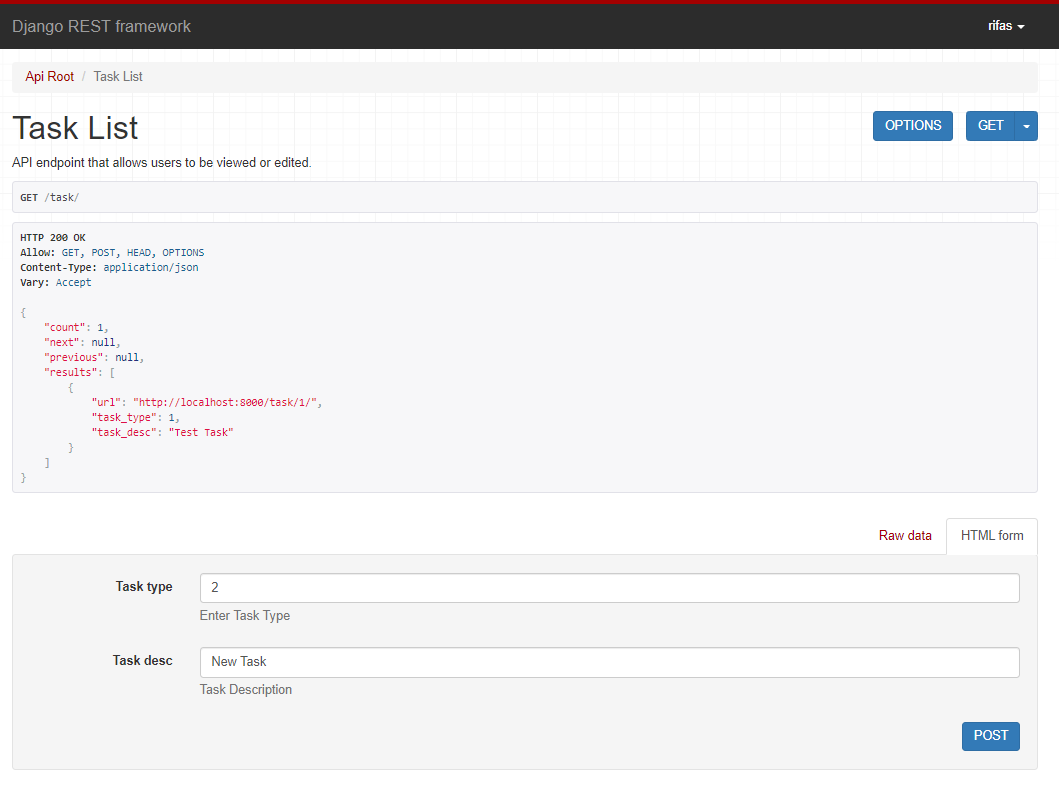 Django REST framework
rifas
Api Root / Task List
Task List
OPTIONS
GET
API endpoint that allows users to be viewed or edited.
GET /task/
HTTP 200 OK
Allow: GET, POST, HEAD, OPTIONS
Content-Type: application/json
Vary: Accept
{
    "count": 1,
    "next": null,
    "previous": null,
    "results": [
        {
            "url": "http://localhost:8000/task/1/",
            "task_type": 1,
            "task_desc": "Test Task"
        }
    ]
}
Raw data
HTML form
Task type
2
Enter Task Type
Task desc
New Task
Task Description
POST